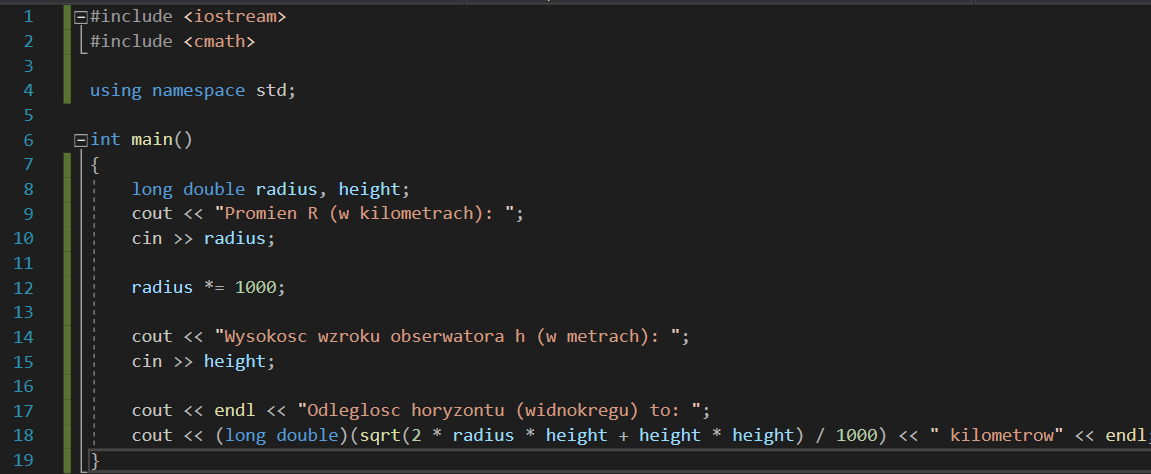 1 #include <iostream>
2 #include <cmath>
3
4 using namespace std;
5
6 int main()
7 {
8 long double radius, height;
9 cout << "Promien R (w kilometrach): ";
10 cin >> radius;
11
12 radius *= 1000;
13
14 cout << "Wysokosc wzroku obserwatora h (w metrach): ";
15 cin >> height;
16
17 cout << endl << "Odleglosc horyzontu (widnokregu) to: ";
18 cout << (long double)(sqrt(2 * radius * height + height * height) / 1000) << " kilometrow" << endl;
19 }